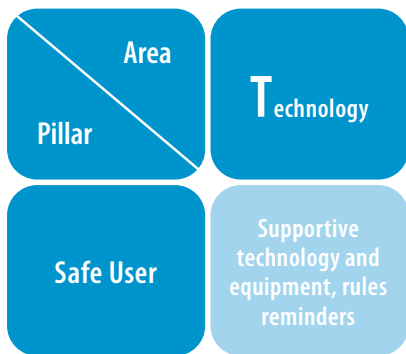 Area
Pillar
Technology
Safe User
Supportive
technology and
equipment, rules
reminders